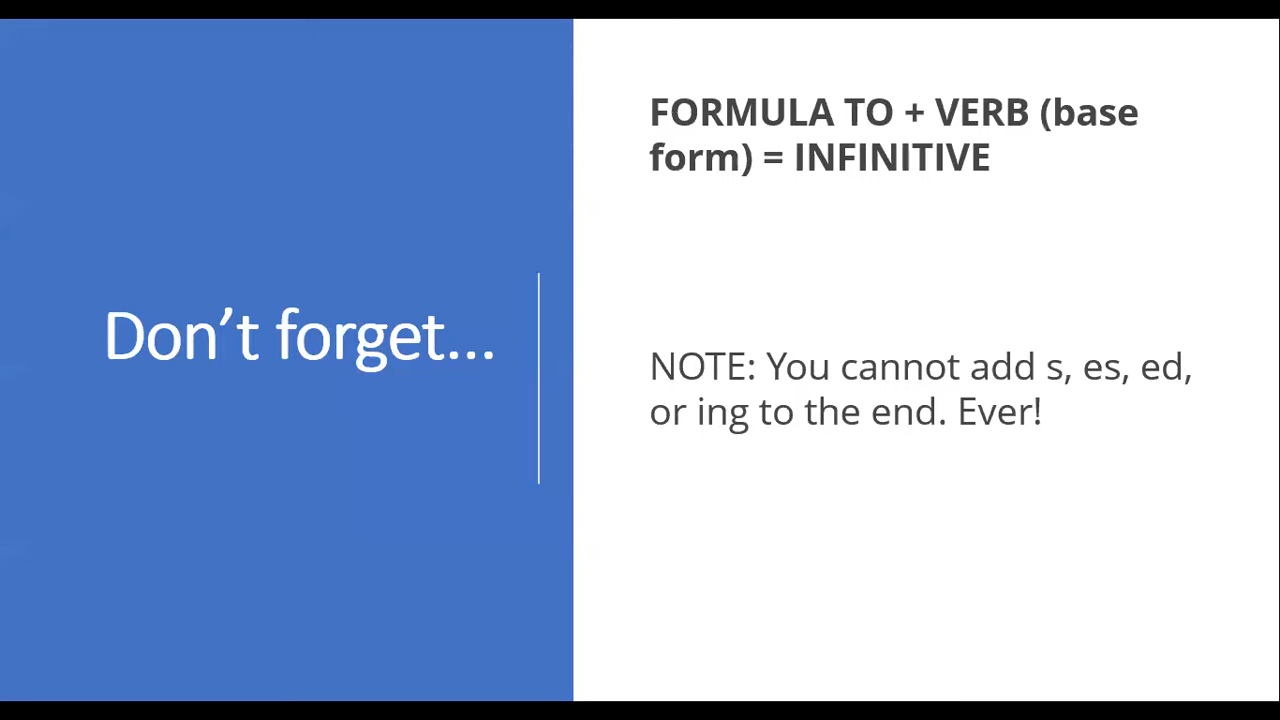 Don’t forget...
FORMULA TO + VERB (base
form) = INFINITIVE
NOTE: You cannot add s, es, ed,
or ing to the end. Ever!